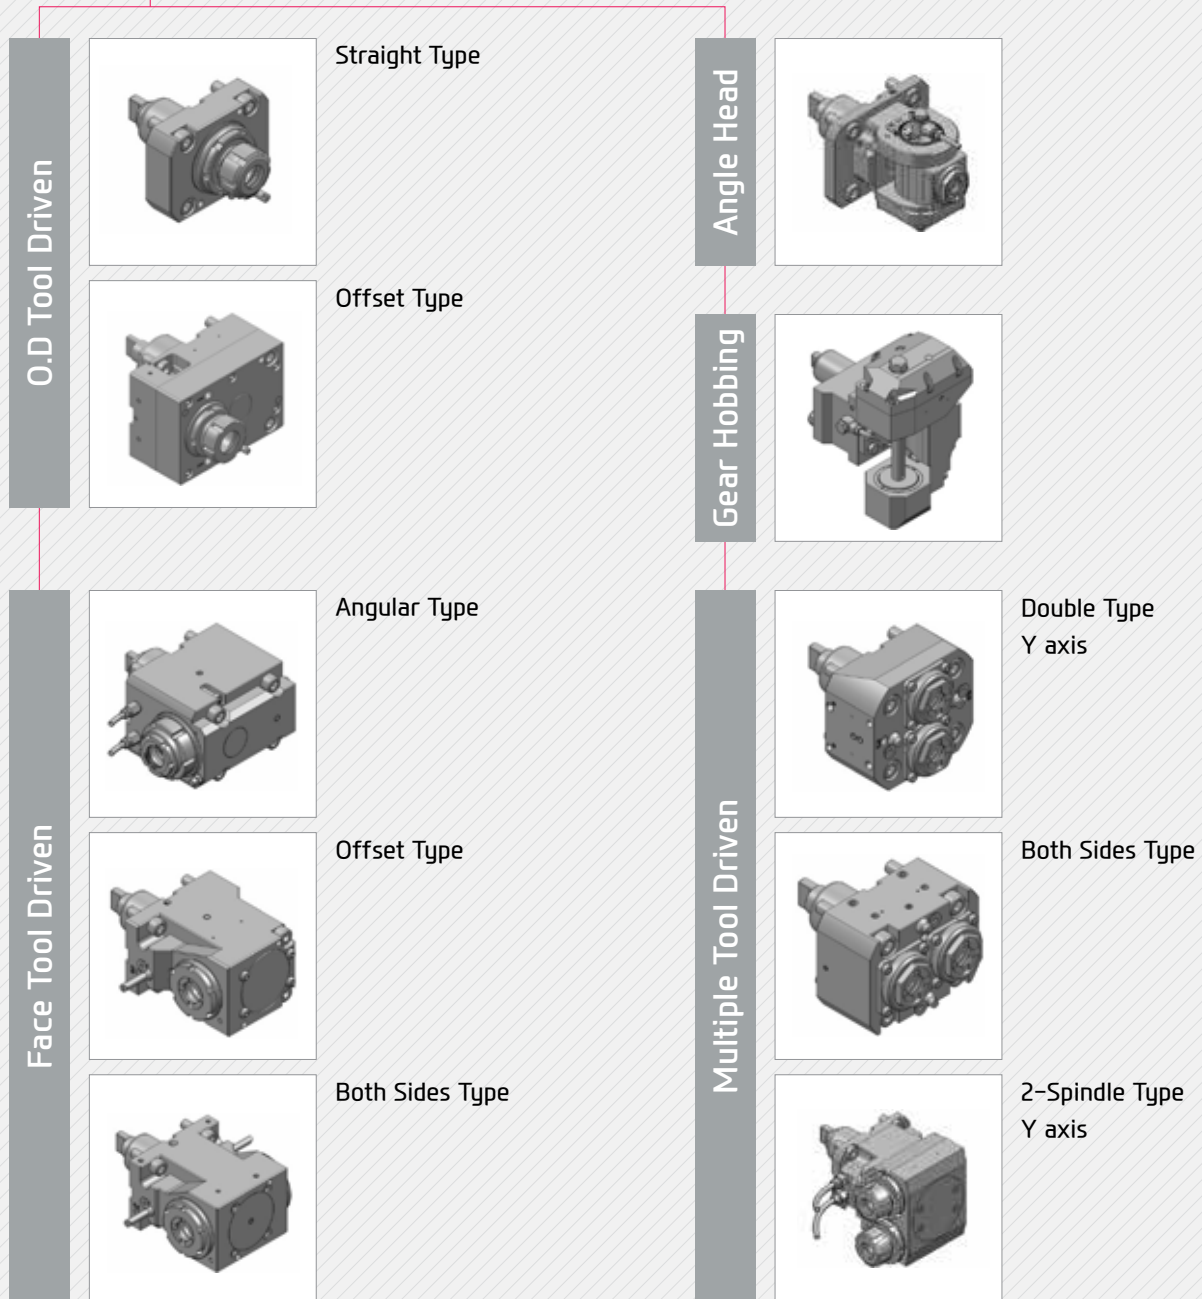 O.D Tool Driven
Straight Type
Offset Type
Face Tool Driven
Angular Type
Offset Type
Both Sides Type
Angle Head
Gear Hobbing
Multiple Tool Driven
Double Type
Y axis
Both Sides Type
2-Spindle Type
Y axis